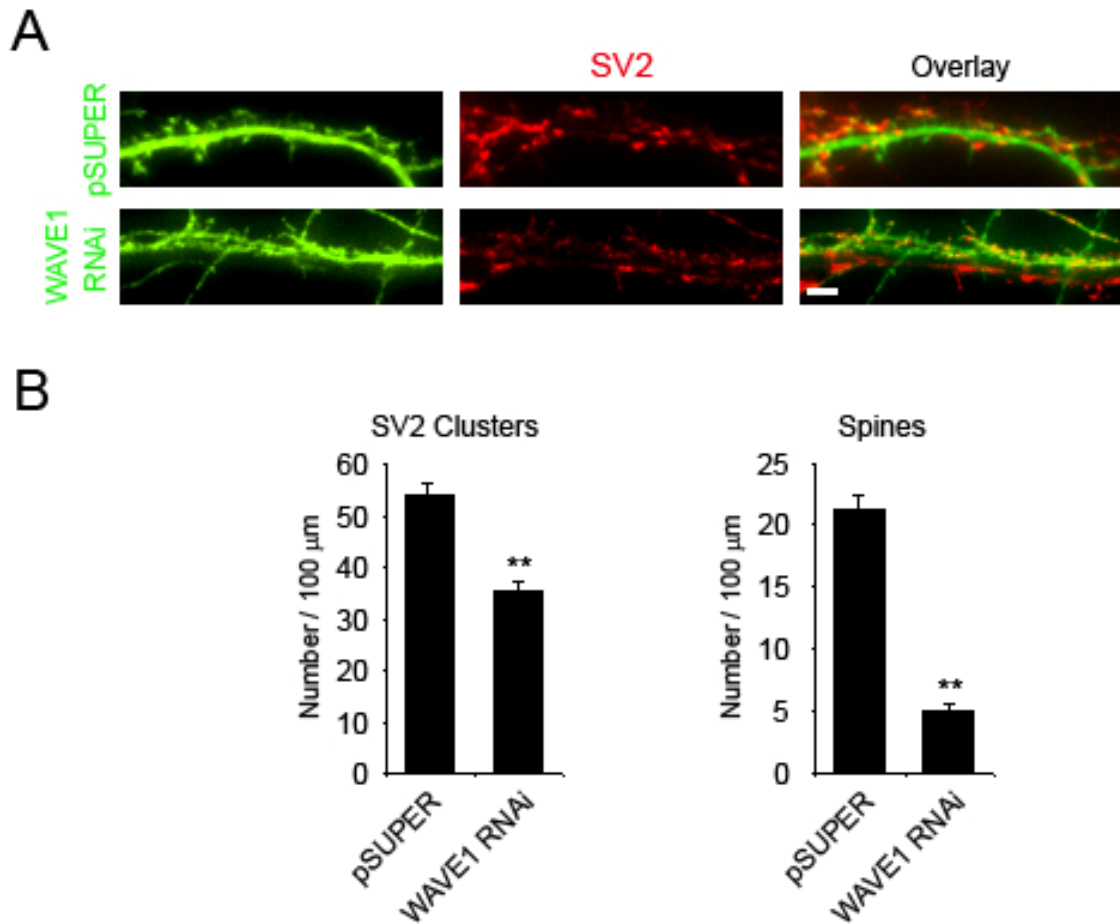 A
SV2
Overlay
pSUPER
WAVE1
RNAi
B
SV2 Clusters
Number / 100 μm
60
50
40
30
20
10
0
**
pSUPER
WAVE1 RNAi
Spines
Number / 100 μm
25
20
15
10
5
0
**
pSUPER
WAVE1 RNAi